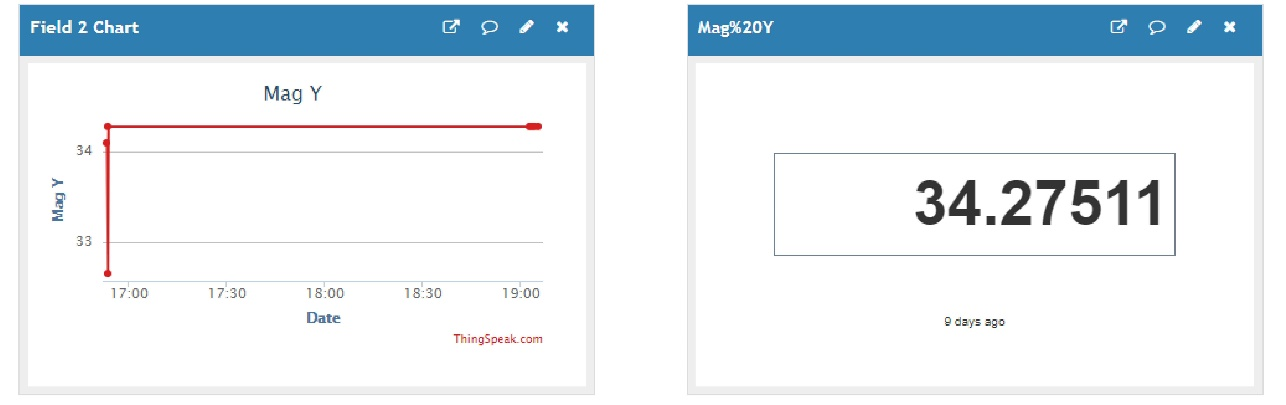 Field 2 Chart
Mag Y
Mag Y
34
33
17:00 17:30 18:00 18:30 19:00
Date
ThingSpeak.com
Mag%20Y
34.27511
9 days ago